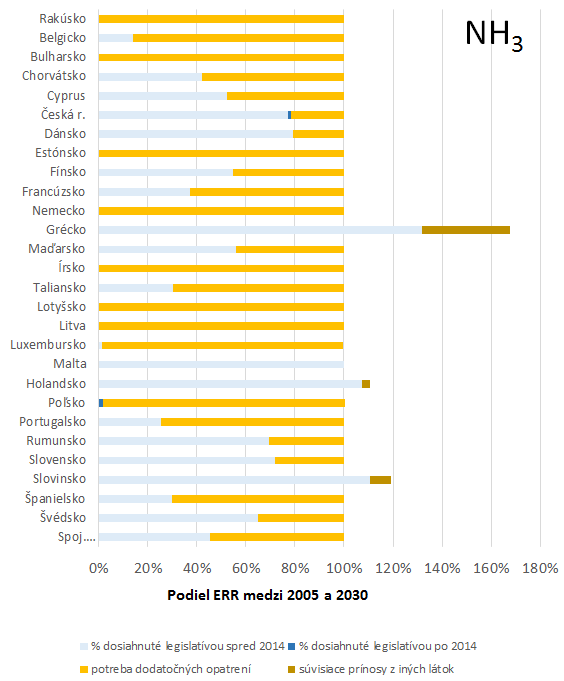 NH3
Rakúsko
Belgicko
Bulharsko
Chorvátsko
Cyprus
Česká r.
Dánsko
Estónsko
Fínsko
Francúzsko
Nemecko
Grécko
Maďarsko
Írsko
Taliansko
Lotyšsko
Litva
Luxembursko
Malta
Holandsko
Poľsko
Portugalsko
Rumunsko
Slovensko
Slovinsko
Španielsko
Švédsko
Spoj....
0% 20% 40% 60% 80% 100% 120% 140% 160% 180%
Podiel ERR medzi 2005 a 2030
% dosiahnuté legislatívou spred 2014 % dosiahnuté legislatívou po 2014
potreba dodatočných opatrení súvisiace prínosy z iných látok